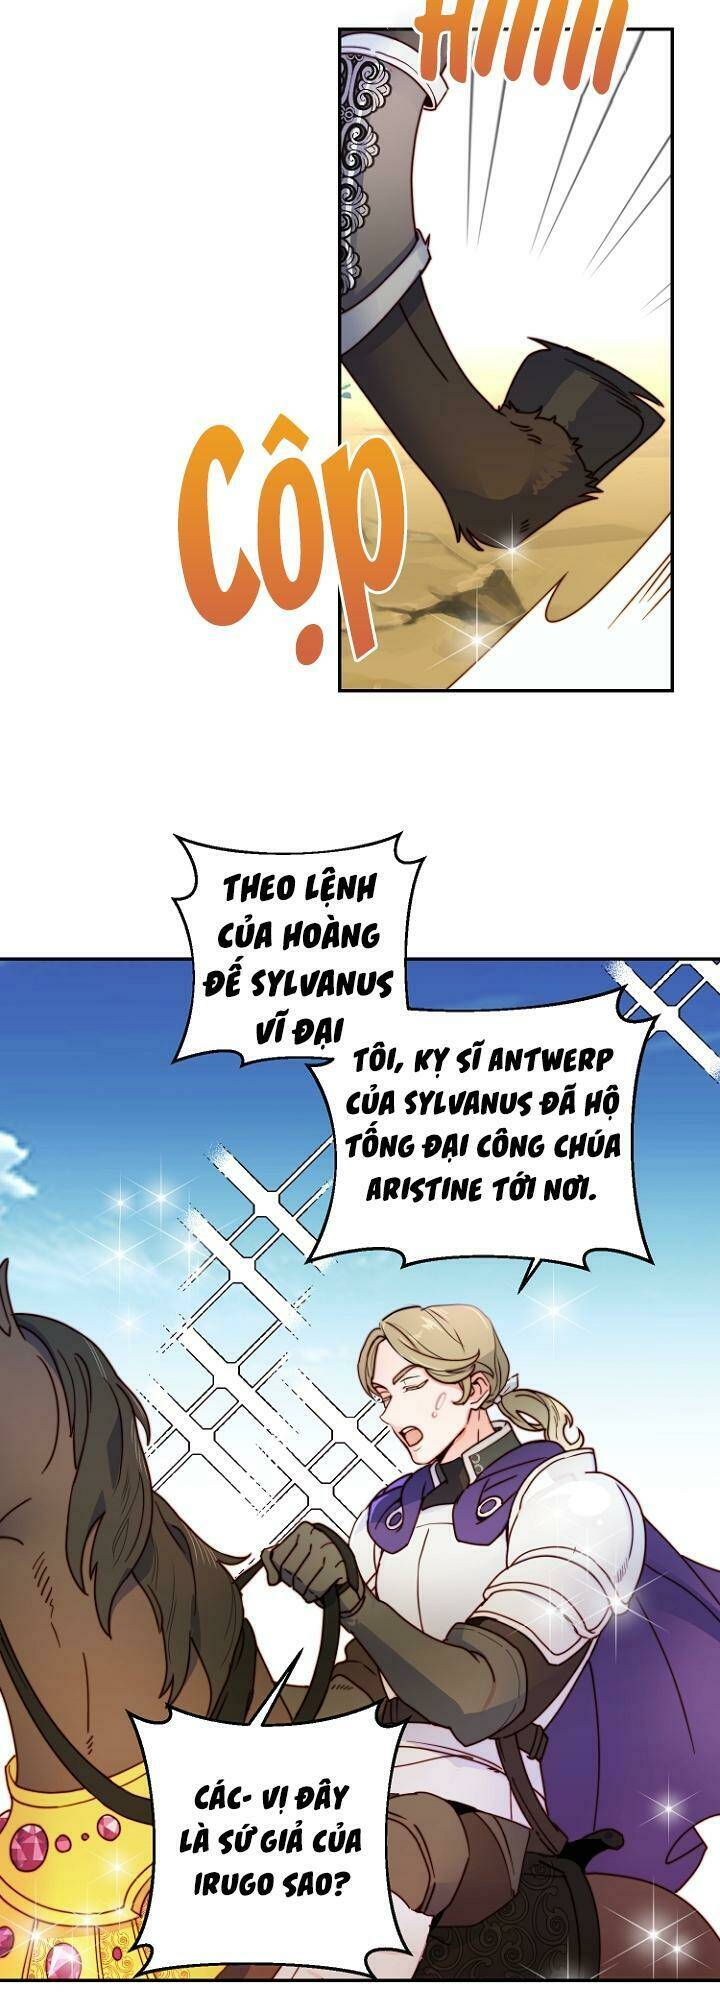 HÍÍÍÍ
Cộp
THEO LỆNH
CỦA HOÀNG
ĐẾ SYLVANUS
VĨ ĐẠI
TÔI, KỴ SĨ ANTWERP
CỦA SYLVANUS ĐÃ HỘ
TỐNG ĐẠI CÔNG CHÚA
ARISTINE TỚI NƠI.
CÁC- VỊ ĐÂY
LÀ SỨ GIẢ CỦA
IRUGO SAO?